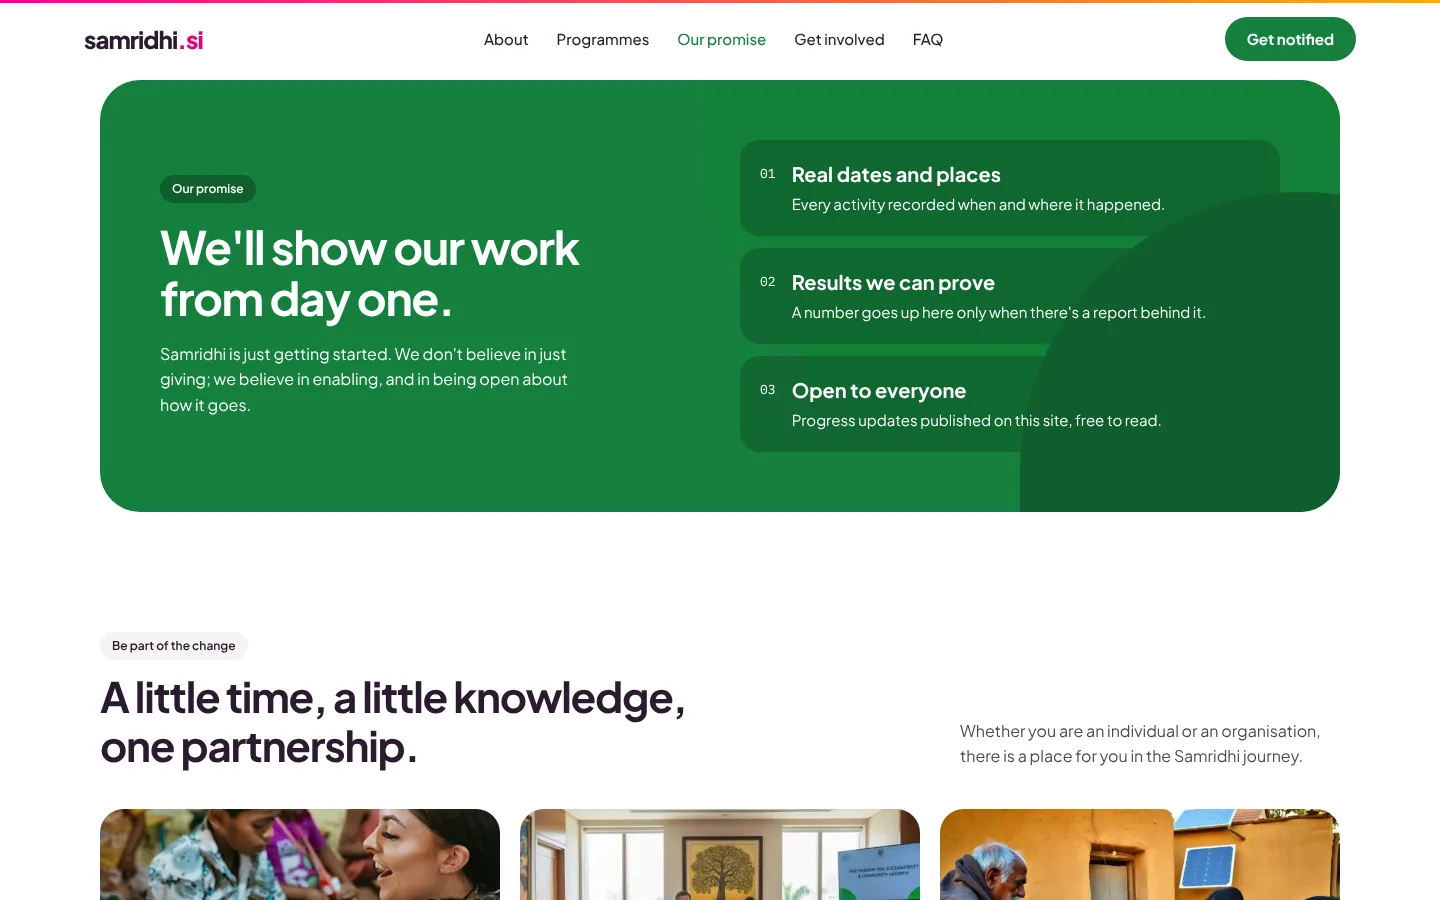 samridhi.si
About
Programmes
Our promise
Get involved
FAQ
Get notified
Our promise
We'll show our work
from day one.
Samridhi is just getting started. We don't believe in just
giving; we believe in enabling, and in being open about
how it goes.
01
Real dates and places
Every activity recorded when and where it happened.
02
Results we can prove
A number goes up here only when there's a report behind it.
03
Open to everyone
Progress updates published on this site, free to read.
Be part of the change
A little time, a little knowledge,
one partnership.
Whether you are an individual or an organisation,
there is a place for you in the Samridhi journey.
PARTNERSHIP FOR SUSTAINABILITY
& COMMUNITY GROWTH